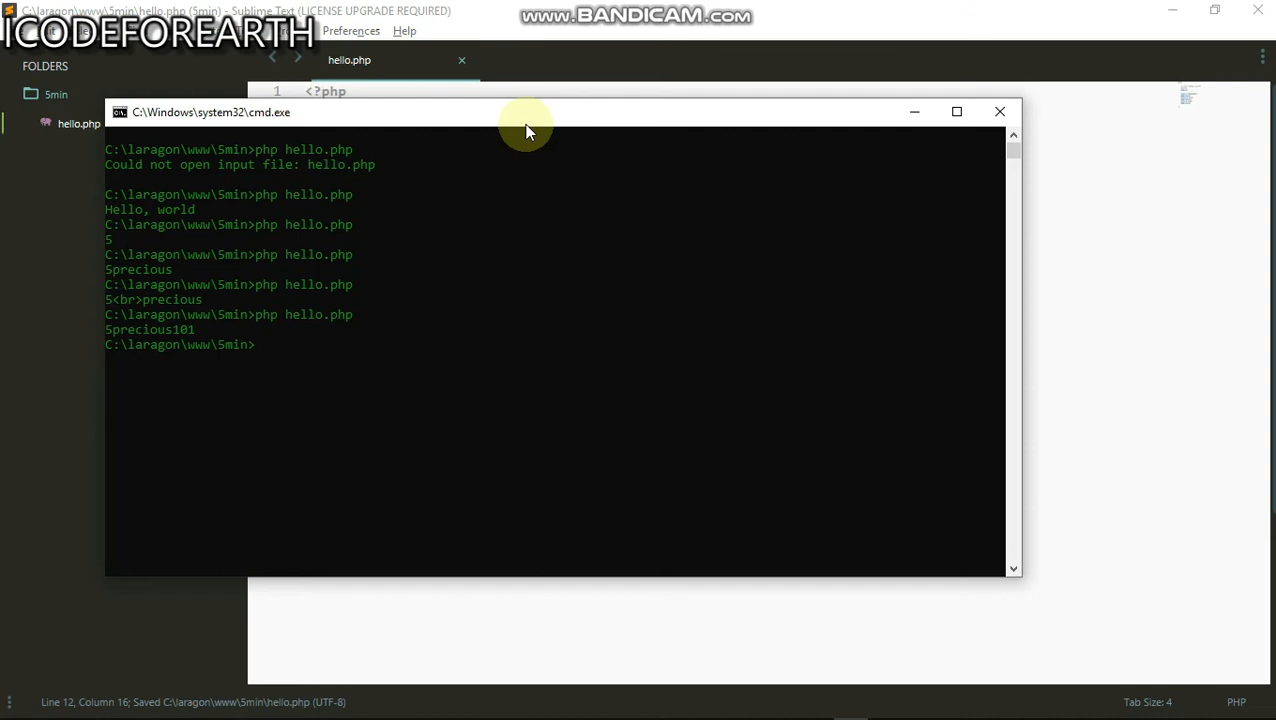 C:\laragon\www\5min\hello.php (5min) - Sublime Text (LICENSE UPGRADE REQUIRED)
www.BANDICAM.com
ICODEFOREARTH
Preferences Help
FOLDERS
hello.php
5min
1 <?php
hello.php
C:\Windows\system32\cmd.exe
C:\laragon\www\5min>php hello.php
Could not open input file: hello.php
C:\laragon\www\5min>php hello.php
Hello, world
C:\laragon\www\5min>php hello.php
5
C:\laragon\www\5min>php hello.php
5precious
C:\laragon\www\5min>php hello.php
5<br>precious
C:\laragon\www\5min>php hello.php
5precious101
C:\laragon\www\5min>
Line 12, Column 16; Saved C:\laragon\www\5min\hello.php (UTF-8)
Tab Size: 4
PHP